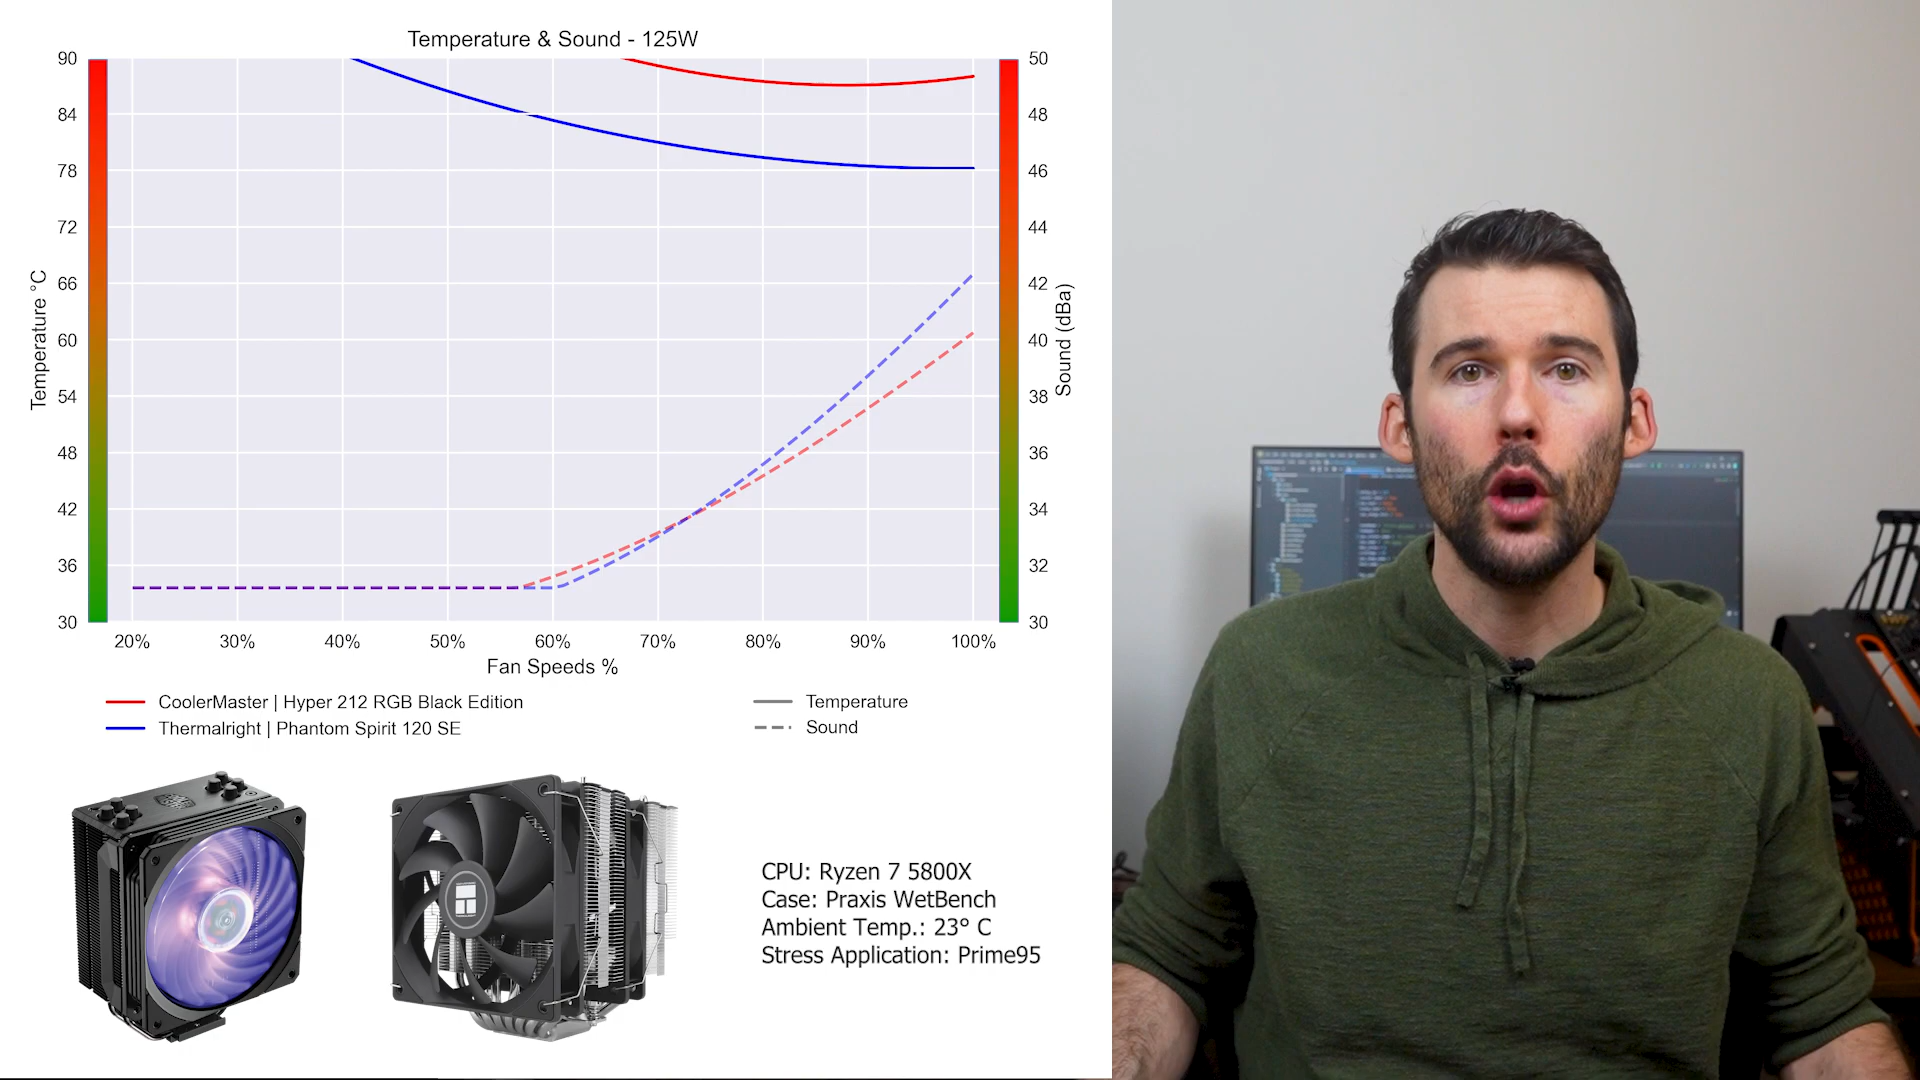 Temperature & Sound - 125W
90
84
78
72
66
60
54
48
42
36
30
Temperature °C
50
48
46
44
42
40
38
36
34
32
30
Sound (dBa)
20% 30% 40% 50% 60% 70% 80% 90% 100%
Fan Speeds %
CoolerMaster | Hyper 212 RGB Black Edition
Thermalright | Phantom Spirit 120 SE
Temperature
Sound
CPU: Ryzen 7 5800X
Case: Praxis WetBench
Ambient Temp.: 23° C
Stress Application: Prime95